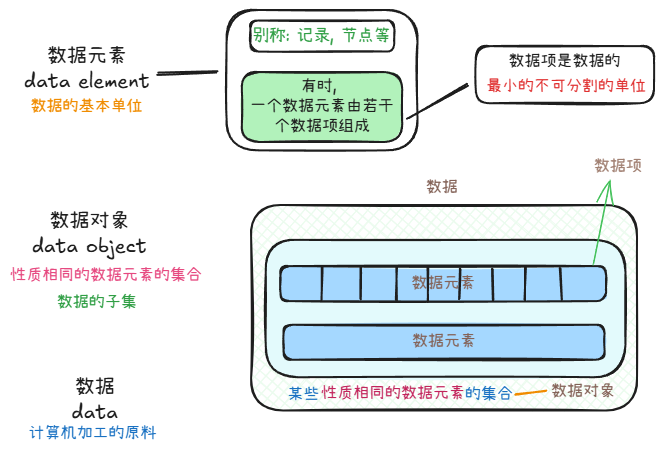 数据元素
data element
数据的基本单位
别称: 记录, 节点等
有时,
一个数据元素由若干
个数据项组成
数据项是数据的
最小的不可分割的单位
数据项
数据
数据对象
data object
性质相同的数据元素的集合
数据的子集
数据元素
数据元素
某些性质相同的数据元素的集合
数据对象
数据
data
计算机加工的原料